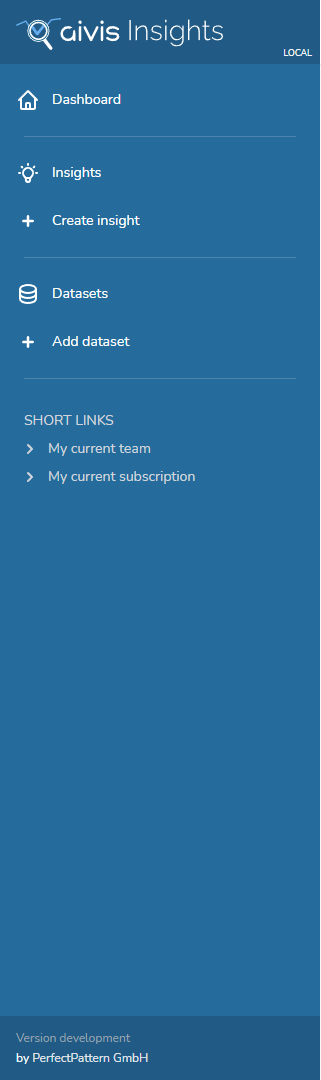 aivis Insights
LOCAL
Dashboard
Insights
Create insight
Datasets
Add dataset
SHORT LINKS
My current team
My current subscription
Version development
by PerfectPattern GmbH